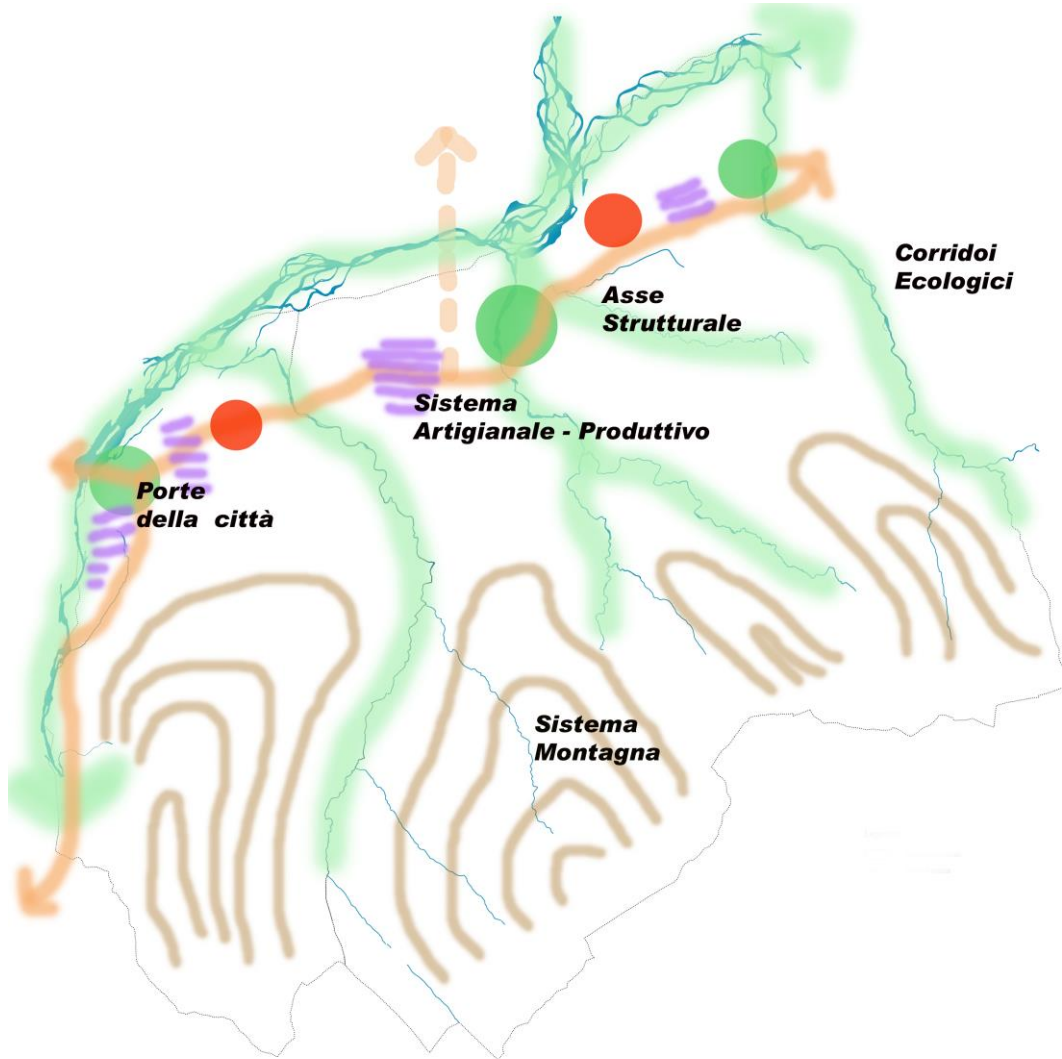 Corridoi
Ecologici
Asse
Strutturale
Sistema
Artigianale - Produttivo
Porte
della città
Sistema
Montagna